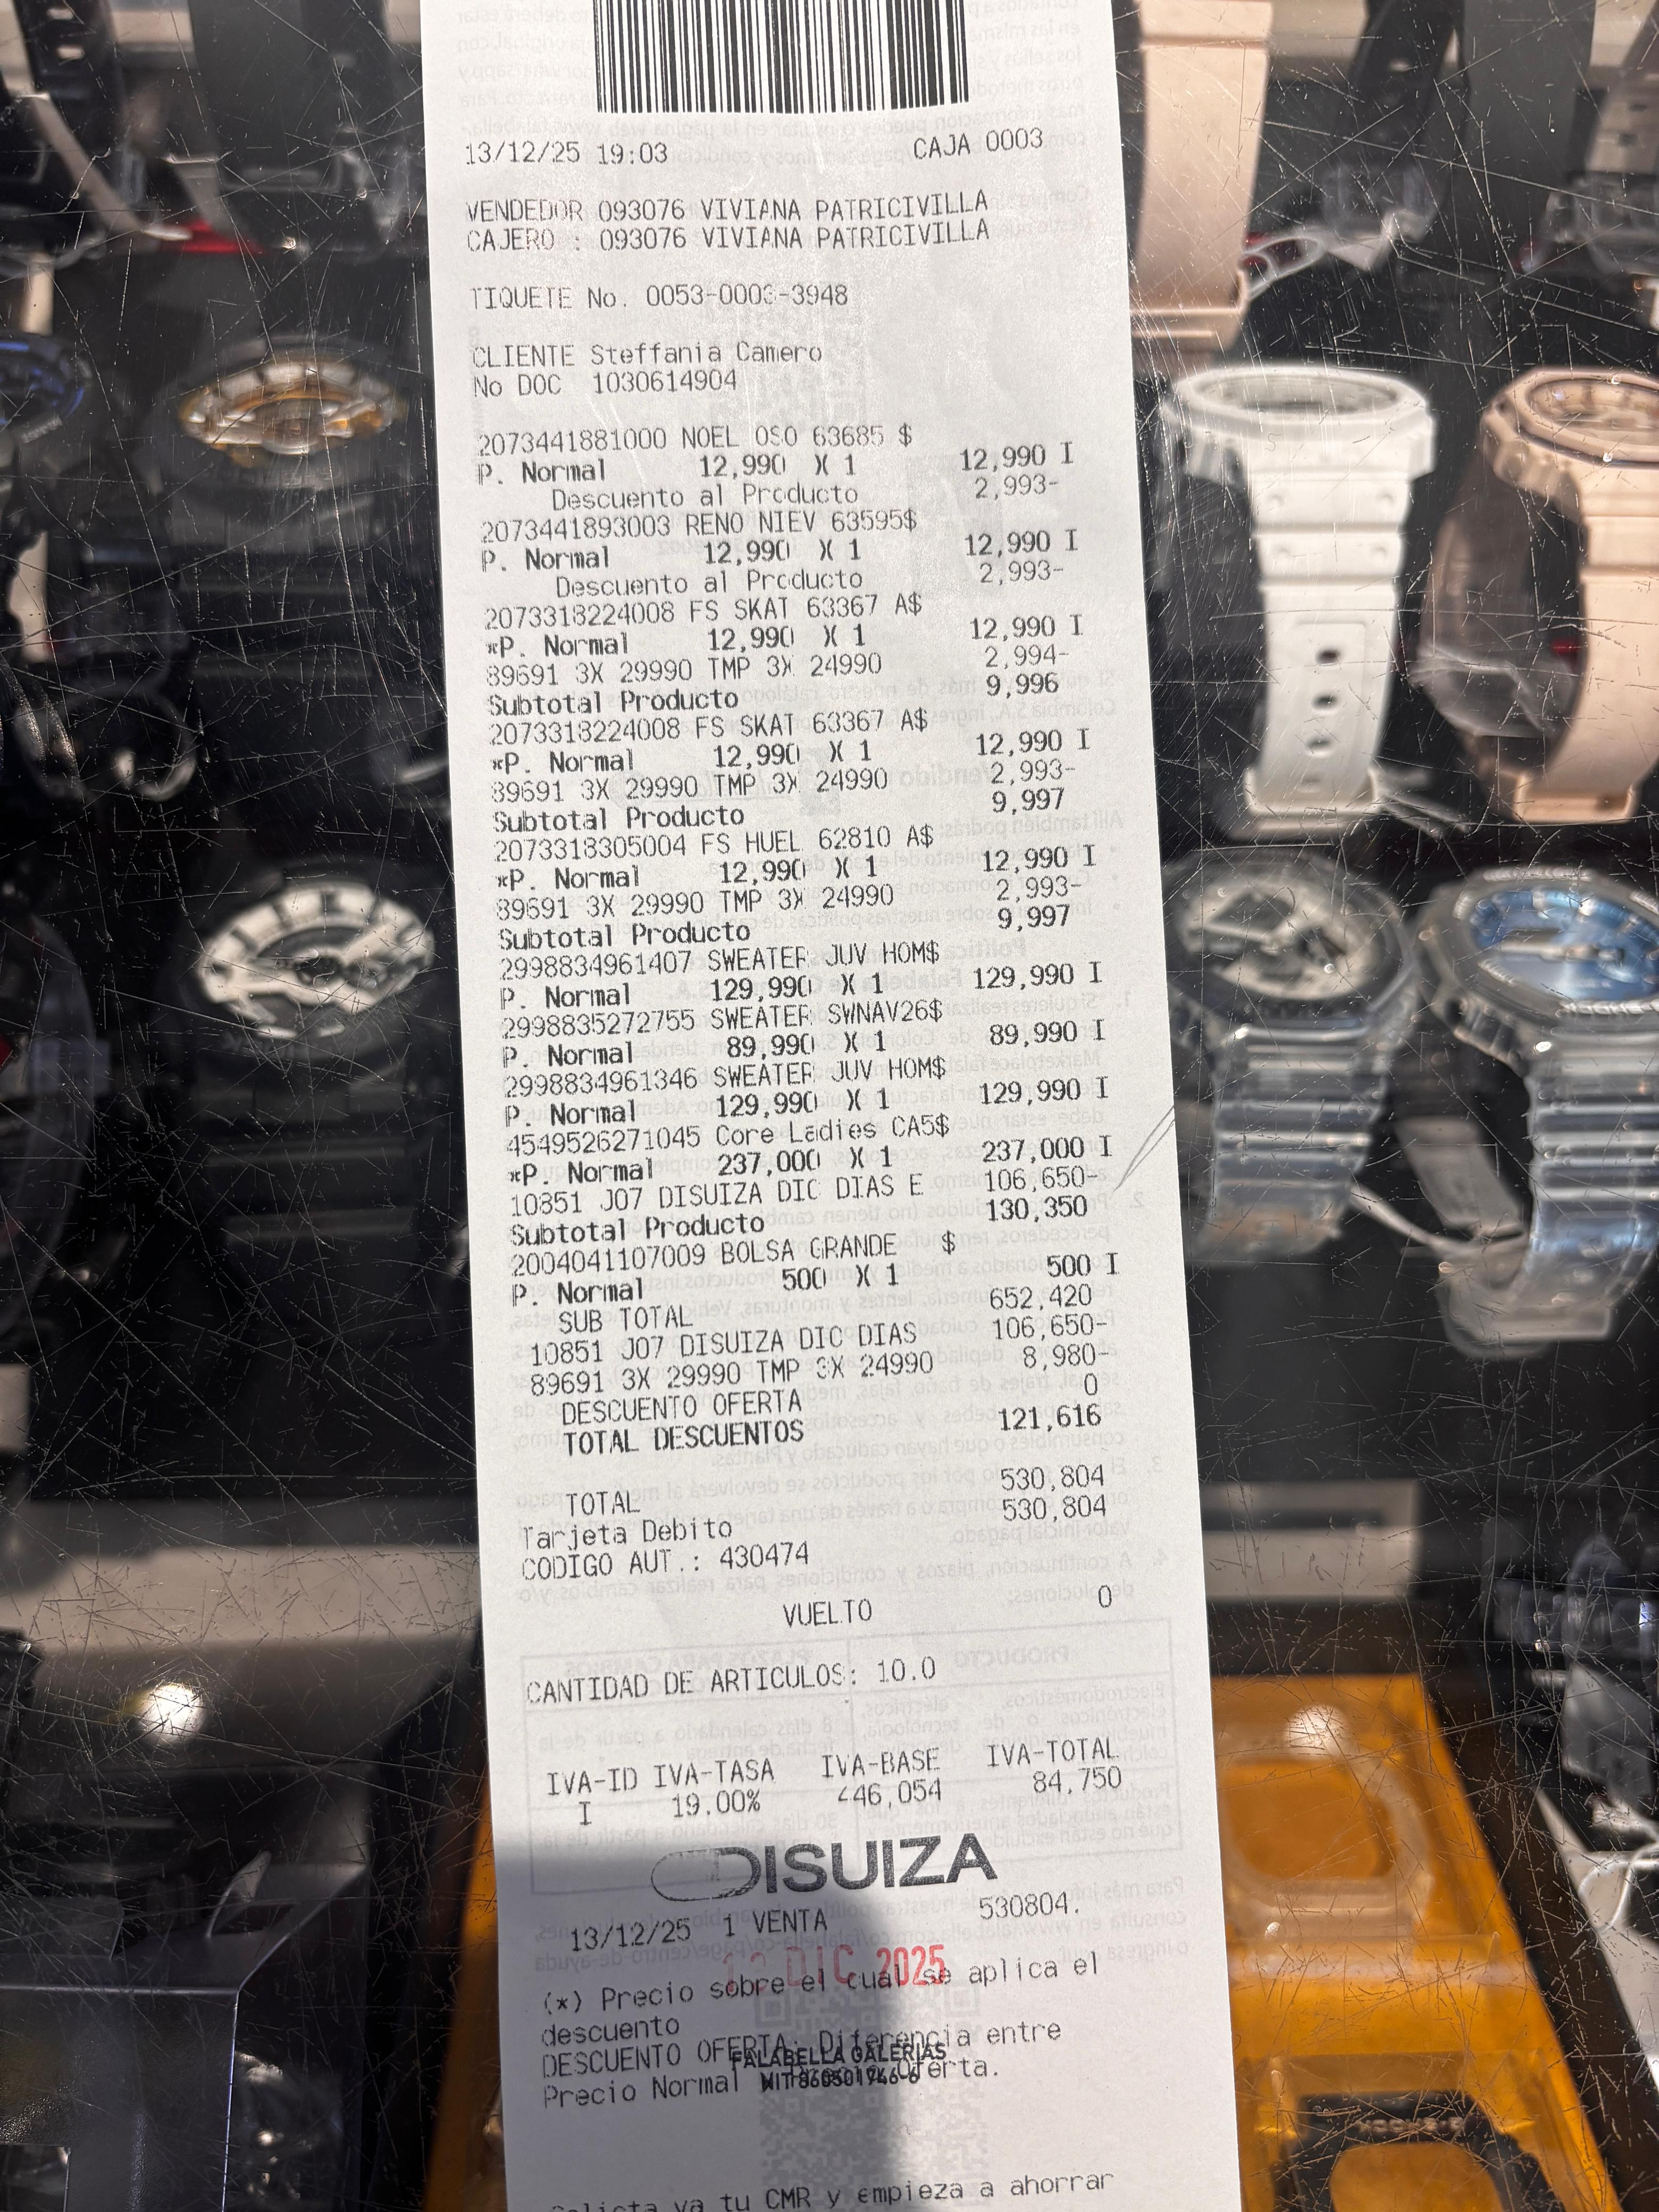 13/12/25 19:03 CAJA 0003
VENDEDOR 093076 VIVIANA PATRICIVILLA
CAJERO : 093076 VIVIANA PATRICIVILLA
TIQUETE No. 0053-0003-3948
CLIENTE Steffania Camero
No DOC 1030614904
2073441881000 NOEL OSO 63685 $
P. Normal 12,990 X 1 12,990 I
Descuento al Producto 2,993-
2073441893003 RENO NIEV 63595$
P. Normal 12,990 X 1 12,990 I
Descuento al Producto 2,993-
2073318224008 FS SKAT 63367 A$
*P. Normal 12,990 X 1 12,990 I
89691 3X 29990 TMP 3X 24990 2,994-
Subtotal Producto 9,996
2073318224008 FS SKAT 63367 A$
*P. Normal 12,990 X 1 12,990 I
89691 3X 29990 TMP 3X 24990 2,993-
Subtotal Producto 9,997
2073318305004 FS HUEL 62810 A$
*P. Normal 12,990 X 1 12,990 I
89691 3X 29990 TMP 3X 24990 2,993-
Subtotal Producto 9,997
2998834961407 SWEATER JUV HOM$
P. Normal 129,990 X 1 129,990 I
2998835272755 SWEATER SWNAV26$
P. Normal 89,990 X 1 89,990 I
2998834961346 SWEATER JUV HOM$
P. Normal 129,990 X 1 129,990 I
4549526271045 Core Ladies CA5$
*P. Normal 237,000 X 1 237,000 I
10851 J07 DISUIZA DIC DIAS E 106,650-
Subtotal Producto 130,350
2004041107009 BOLSA GRANDE $
P. Normal 500 X 1 500 I
SUB TOTAL 652,420
10851 J07 DISUIZA DIC DIAS 106,650-
89691 3X 29990 TMP 3X 24990 8,980-
DESCUENTO OFERTA 0
TOTAL DESCUENTOS 121,616
TOTAL 530,804
Tarjeta Debito 530,804
CODIGO AUT.: 430474
VUELTO 0
CANTIDAD DE ARTICULOS: 10.0
IVA-ID IVA-TASA IVA-BASE IVA-TOTAL
I 19.00% 446,054 84,750
DISUIZA
13/12/25 1 VENTA 530804.
DIC 2025
(*) Precio sobre el cual se aplica el
descuento
DESCUENTO OFERTA: Diferencia entre
FALABELLA GALERIAS
Precio Normal Oferta.
NIT 860501746-6
tu CMR y empieza a ahorrar